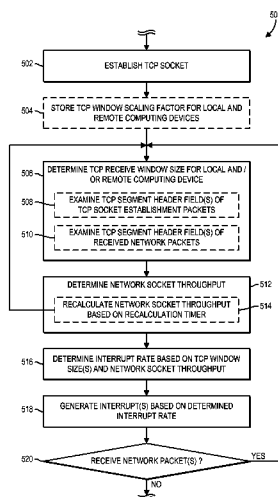 50
502
ESTABLISH TCP SOCKET
504
STORE TCP WINDOW SCALING FACTOR FOR LOCAL AND
REMOTE COMPUTING DEVICES
506
DETERMINE TCP RECEIVE WINDOW SIZE FOR LOCAL AND /
OR REMOTE COMPUTING DEVICE
508
EXAMINE TCP SEGMENT HEADER FIELD(S) OF
TCP SOCKET ESTABLISHMENT PACKETS
510
EXAMINE TCP SEGMENT HEADER FIELD(S) OF
RECEIVED NETWORK PACKETS
512
DETERMINE NETWORK SOCKET THROUGHPUT
514
RECALCULATE NETWORK SOCKET THROUGHPUT
BASED ON RECALCULATION TIMER
516
DETERMINE INTERRUPT RATE BASED ON TCP WINDOW
SIZE(S) AND NETWORK SOCKET THROUGHPUT
518
GENERATE INTERRUPT(S) BASED ON DETERMINED
INTERRUPT RATE
520
RECEIVE NETWORK PACKET(S) ?
YES
NO